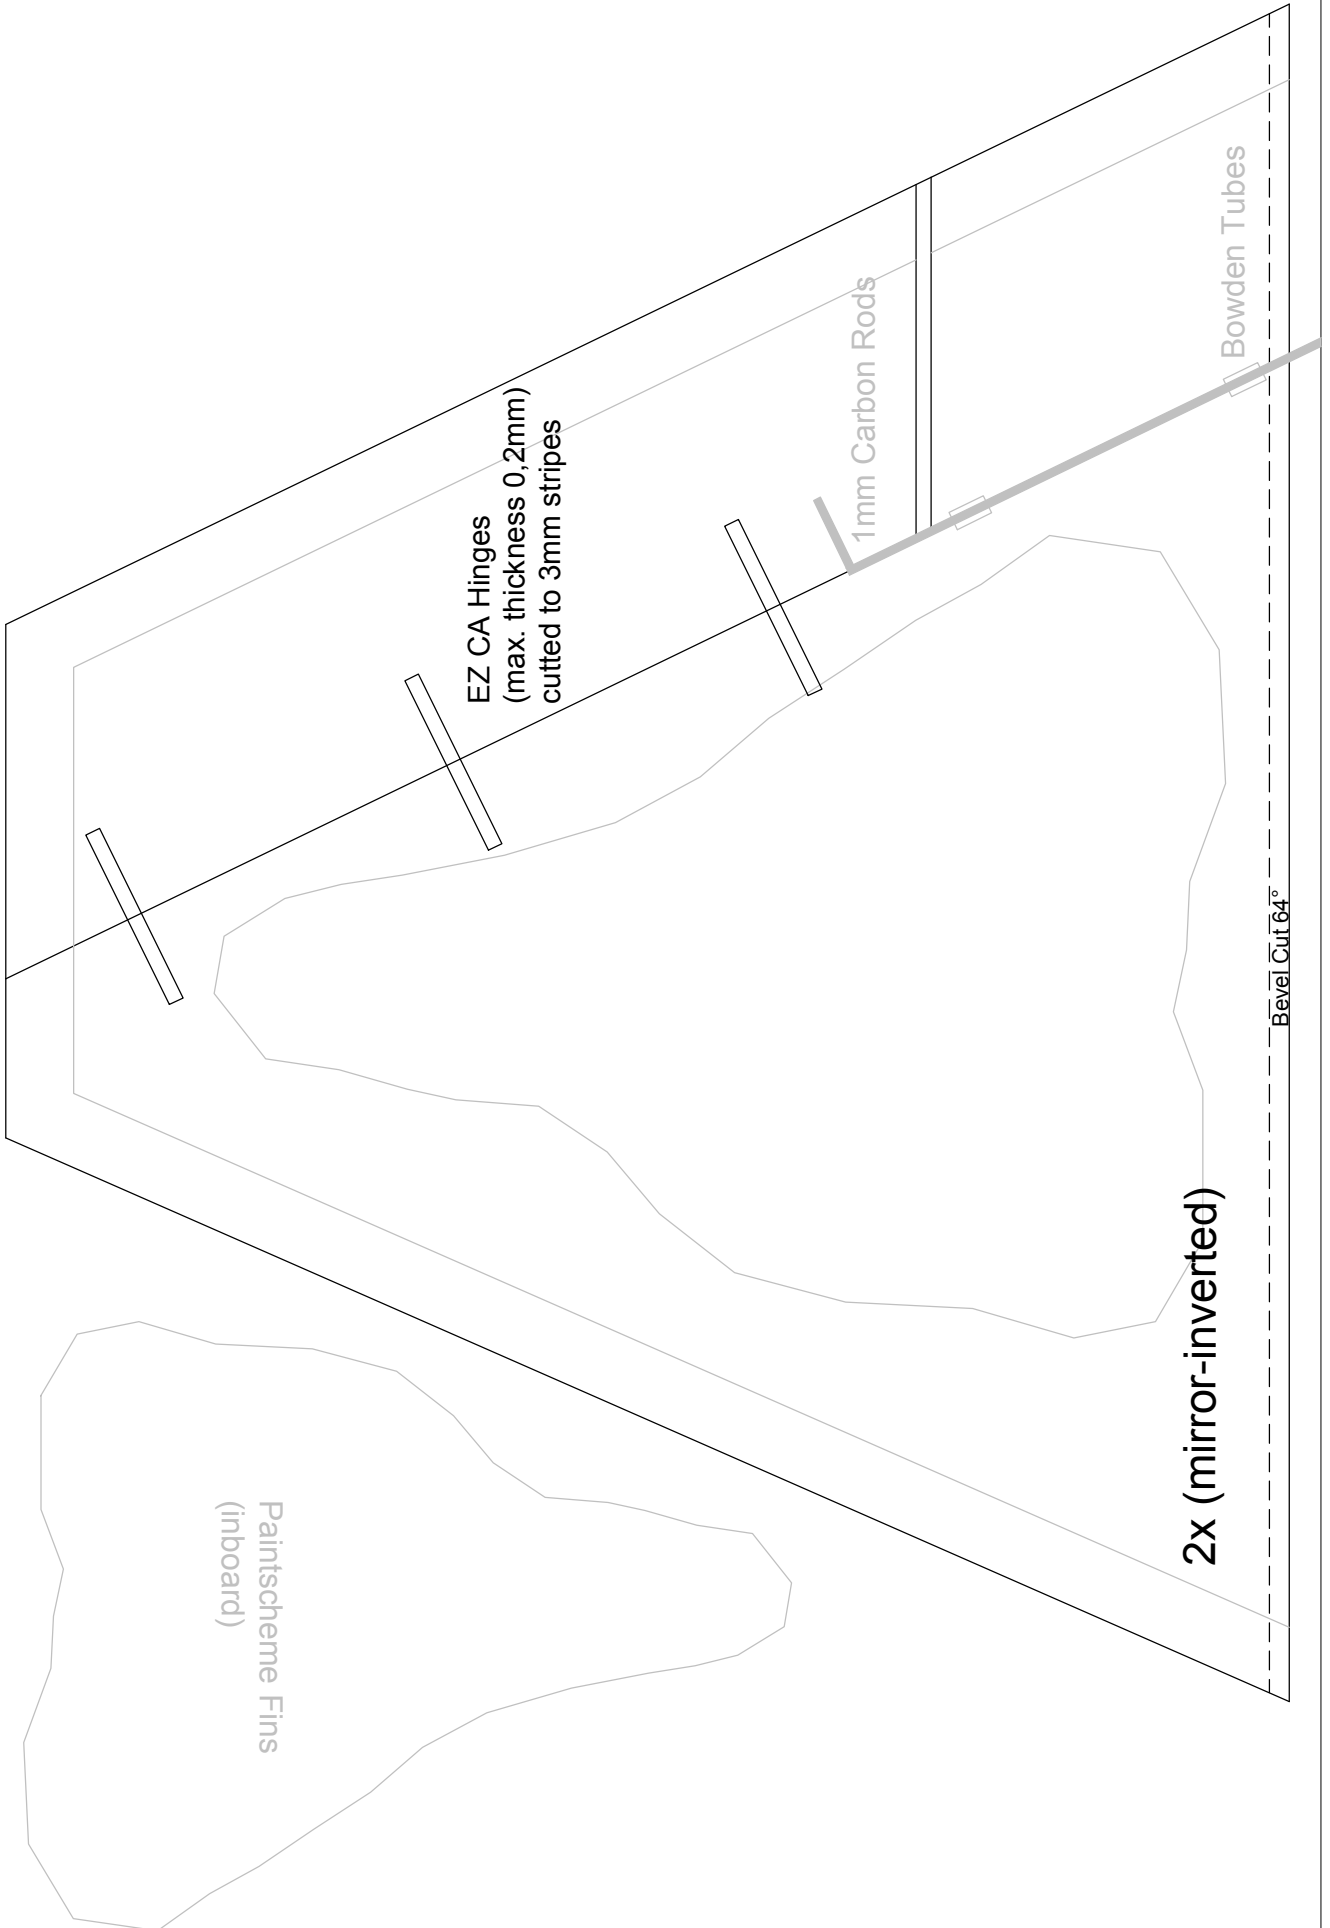 Bowden Tubes
1mm Carbon Rods
EZ CA Hinges
(max. thickness 0,2mm)
cutted to 3mm stripes
Bevel Cut 64°
2x (mirror-inverted)
Paintscheme Fins
(inboard)